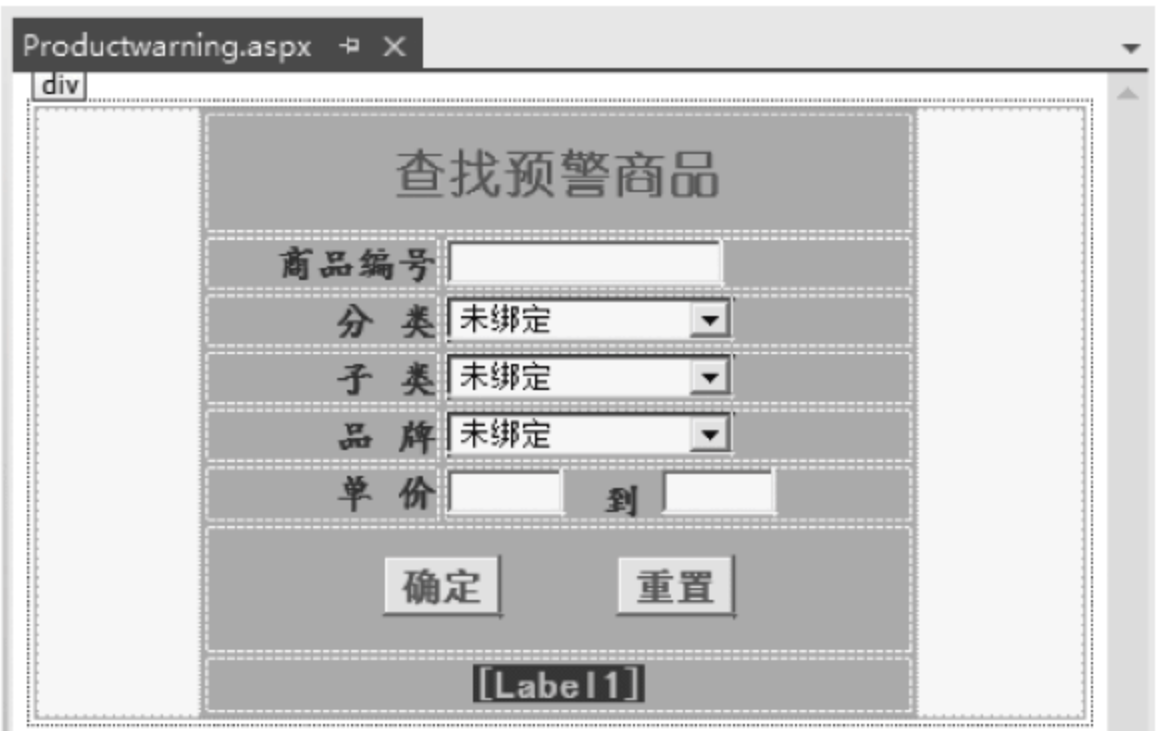 Productwarning.aspx
div
查找预警商品
商品编号
分 类 未绑定
子 类 未绑定
品 牌 未绑定
单 价 到
确定 重置
[Label1]